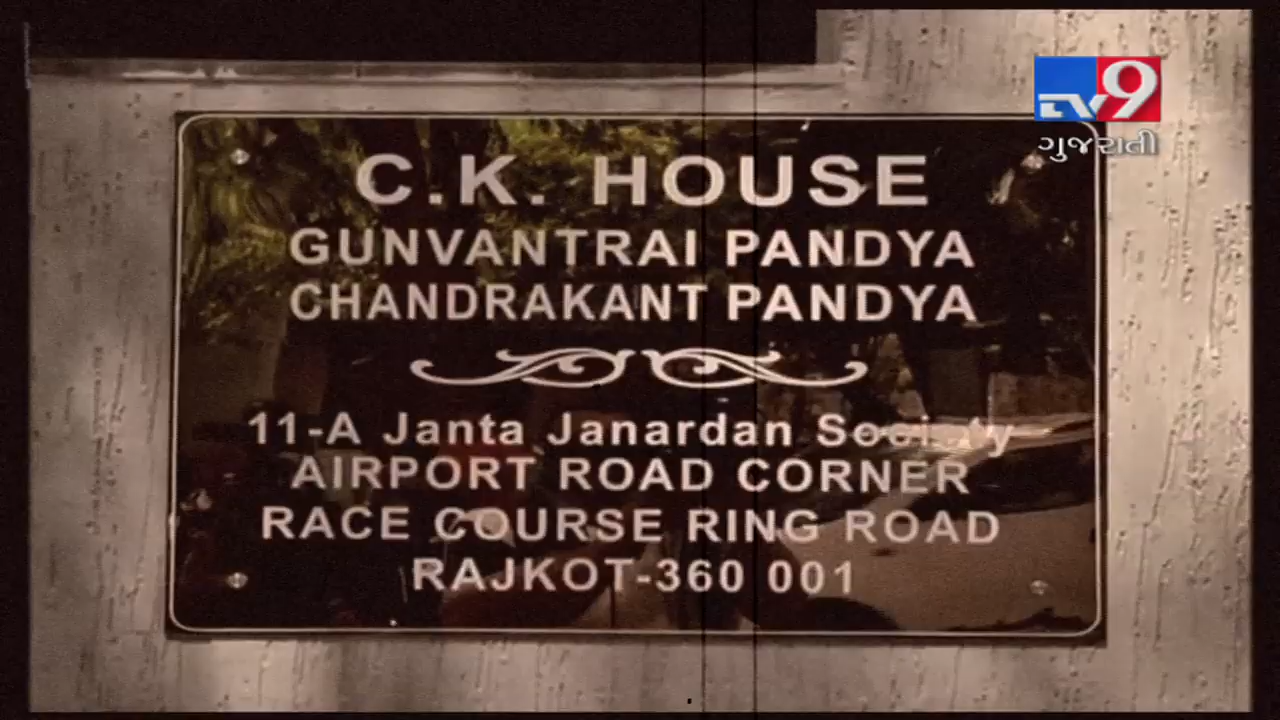 TV9
ગુજરાતી
C.K. HOUSE
GUNVANTRAI PANDYA
CHANDRAKANT PANDYA
11-A Janta Janardan Society
AIRPORT ROAD CORNER
RACE COURSE RING ROAD
RAJKOT-360 001